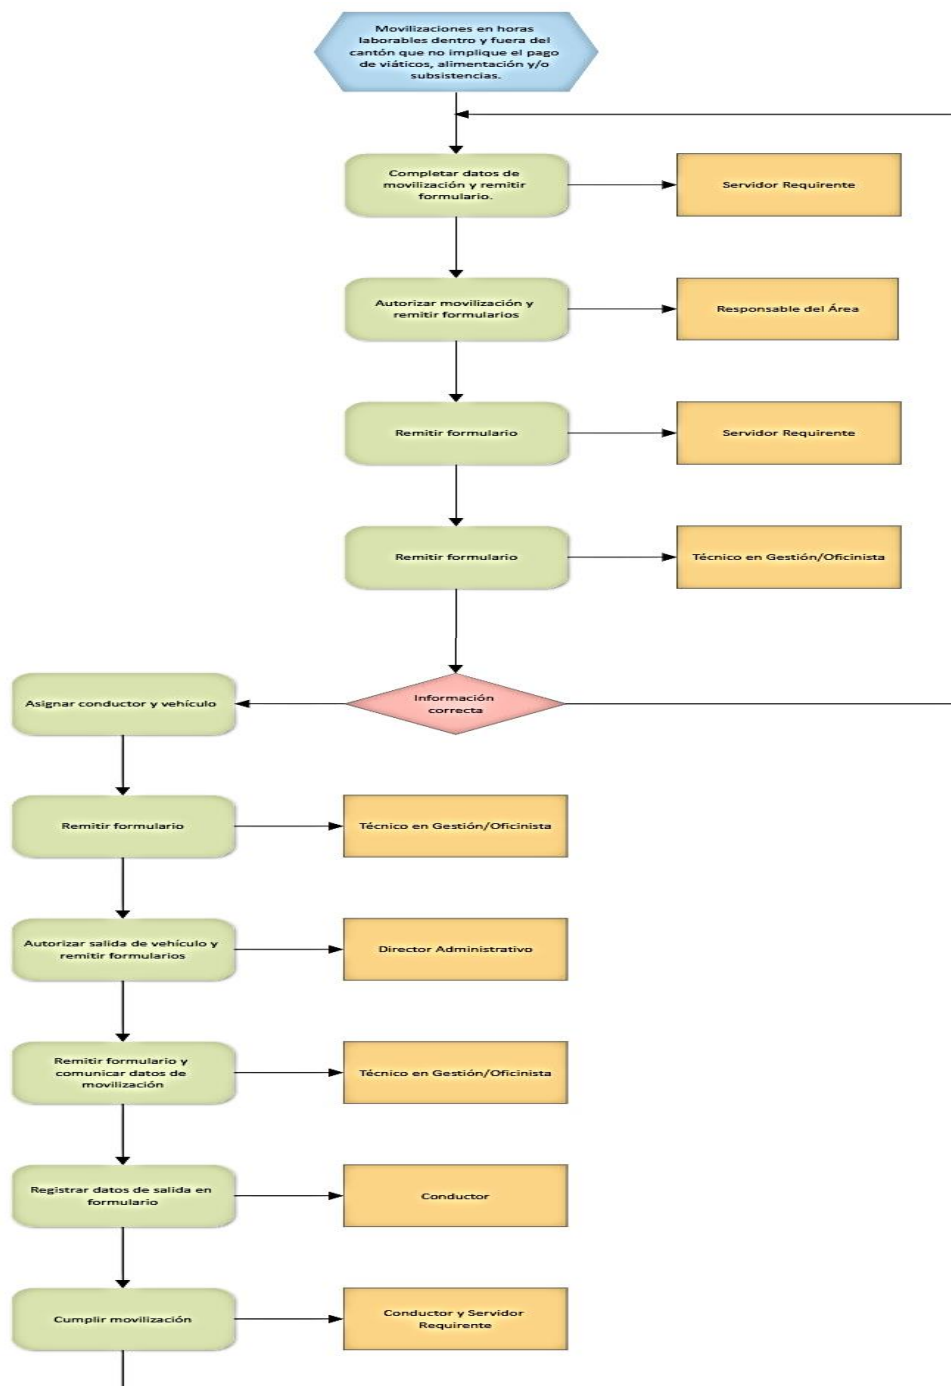 Movilizaciones en horas
laborables dentro y fuera del
cantón que no implique el pago
de viáticos, alimentación y/o
subsistencias.
Completar datos de
movilización y remitir
formulario.
Servidor Requirente
Autorizar movilización y
remitir formularios
Responsable del Área
Remitir formulario
Servidor Requirente
Remitir formulario
Técnico en Gestión/Oficinista
Información
correcta
Asignar conductor y vehículo
Remitir formulario
Técnico en Gestión/Oficinista
Autorizar salida de vehículo y
remitir formularios
Director Administrativo
Remitir formulario y
comunicar datos de
movilización
Técnico en Gestión/Oficinista
Registrar datos de salida en
formulario
Conductor
Cumplir movilización
Conductor y Servidor
Requirente